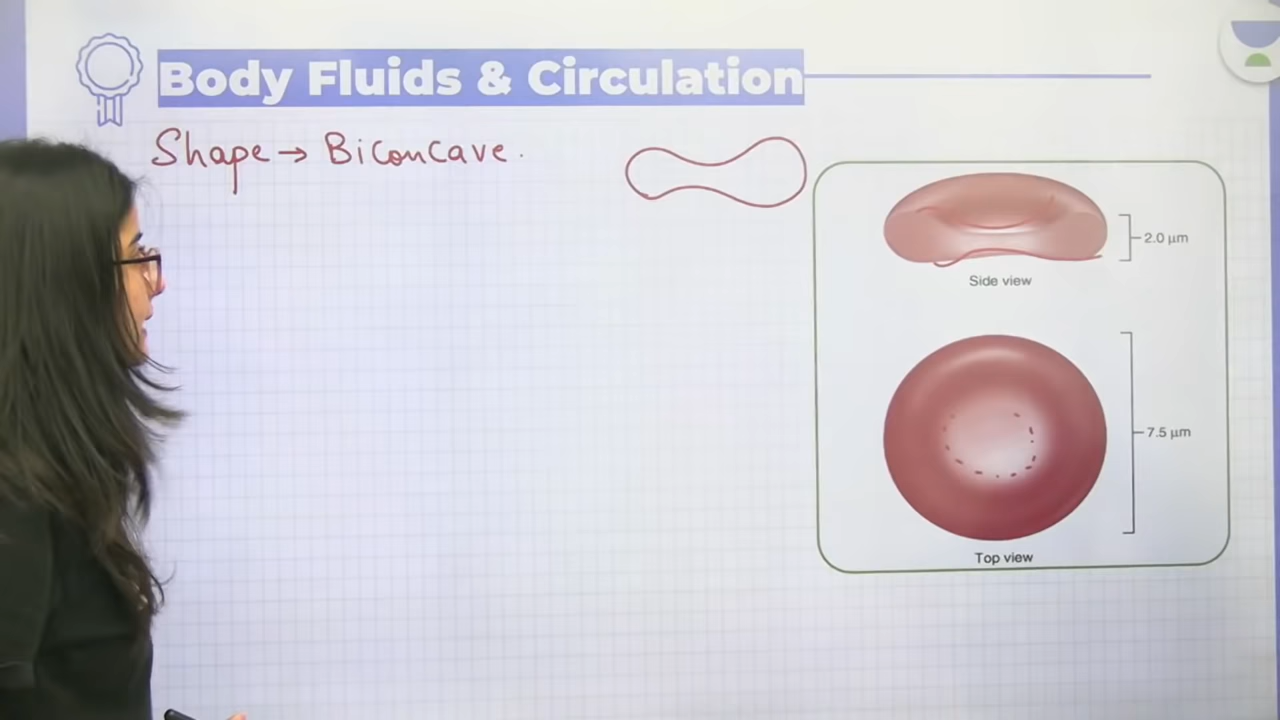 Body Fluids & Circulation
Shape → Biconcave.
2.0 µm
Side view
7.5 µm
Top view